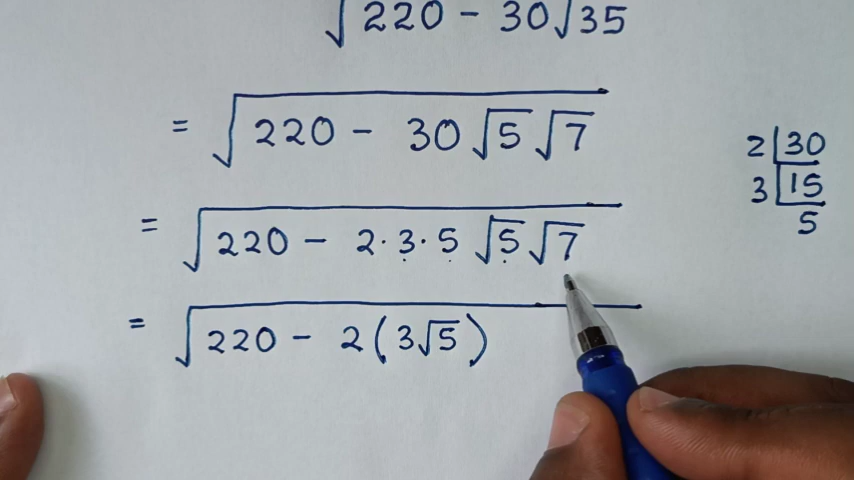 √220 - 30√35
= √220 - 30√5√7
= √220 - 2·3·5√5√7
= √220 - 2(3√5)
2|30
3|15
5